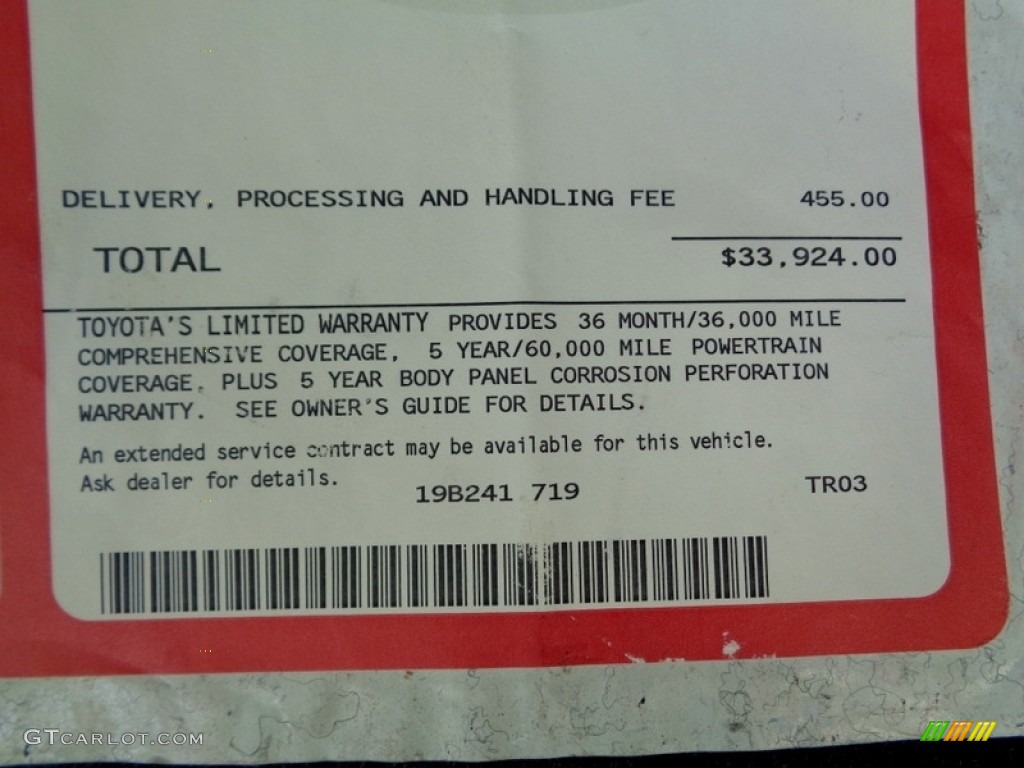 DELIVERY, PROCESSING AND HANDLING FEE 455.00
TOTAL $33,924.00
TOYOTA'S LIMITED WARRANTY PROVIDES 36 MONTH/36,000 MILE
COMPREHENSIVE COVERAGE, 5 YEAR/60,000 MILE POWERTRAIN
COVERAGE, PLUS 5 YEAR BODY PANEL CORROSION PERFORATION
WARRANTY. SEE OWNER'S GUIDE FOR DETAILS.
An extended service contract may be available for this vehicle.
Ask dealer for details.
19B241 719 TR03
GTCARLOT.COM